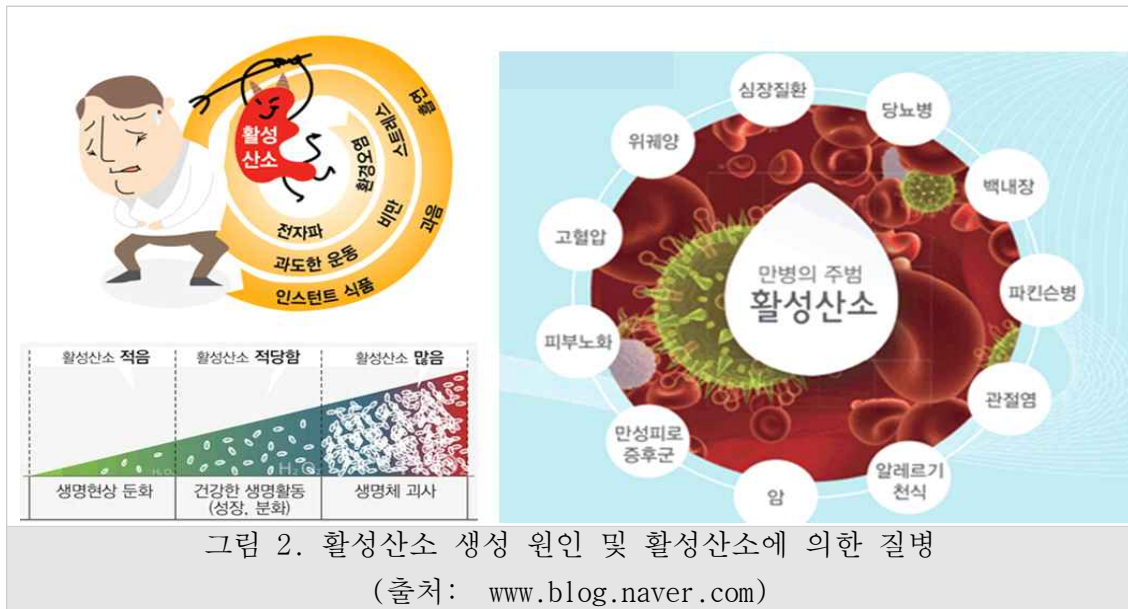 활성
산소
흡연
스트레스
환경오염
비만
과음
전자파
과도한 운동
인스턴트 식품
활성산소 적음
활성산소 적당함
활성산소 많음
H₂O₂
H₂O₂
생명현상 둔화
건강한 생명활동
(성장, 분화)
생명체 괴사
심장질환
당뇨병
백내장
파킨슨병
관절염
알레르기
천식
암
만성피로
증후군
피부노화
고혈압
위궤양
만병의 주범
활성산소
그림 2. 활성산소 생성 원인 및 활성산소에 의한 질병
(출처: www.blog.naver.com)